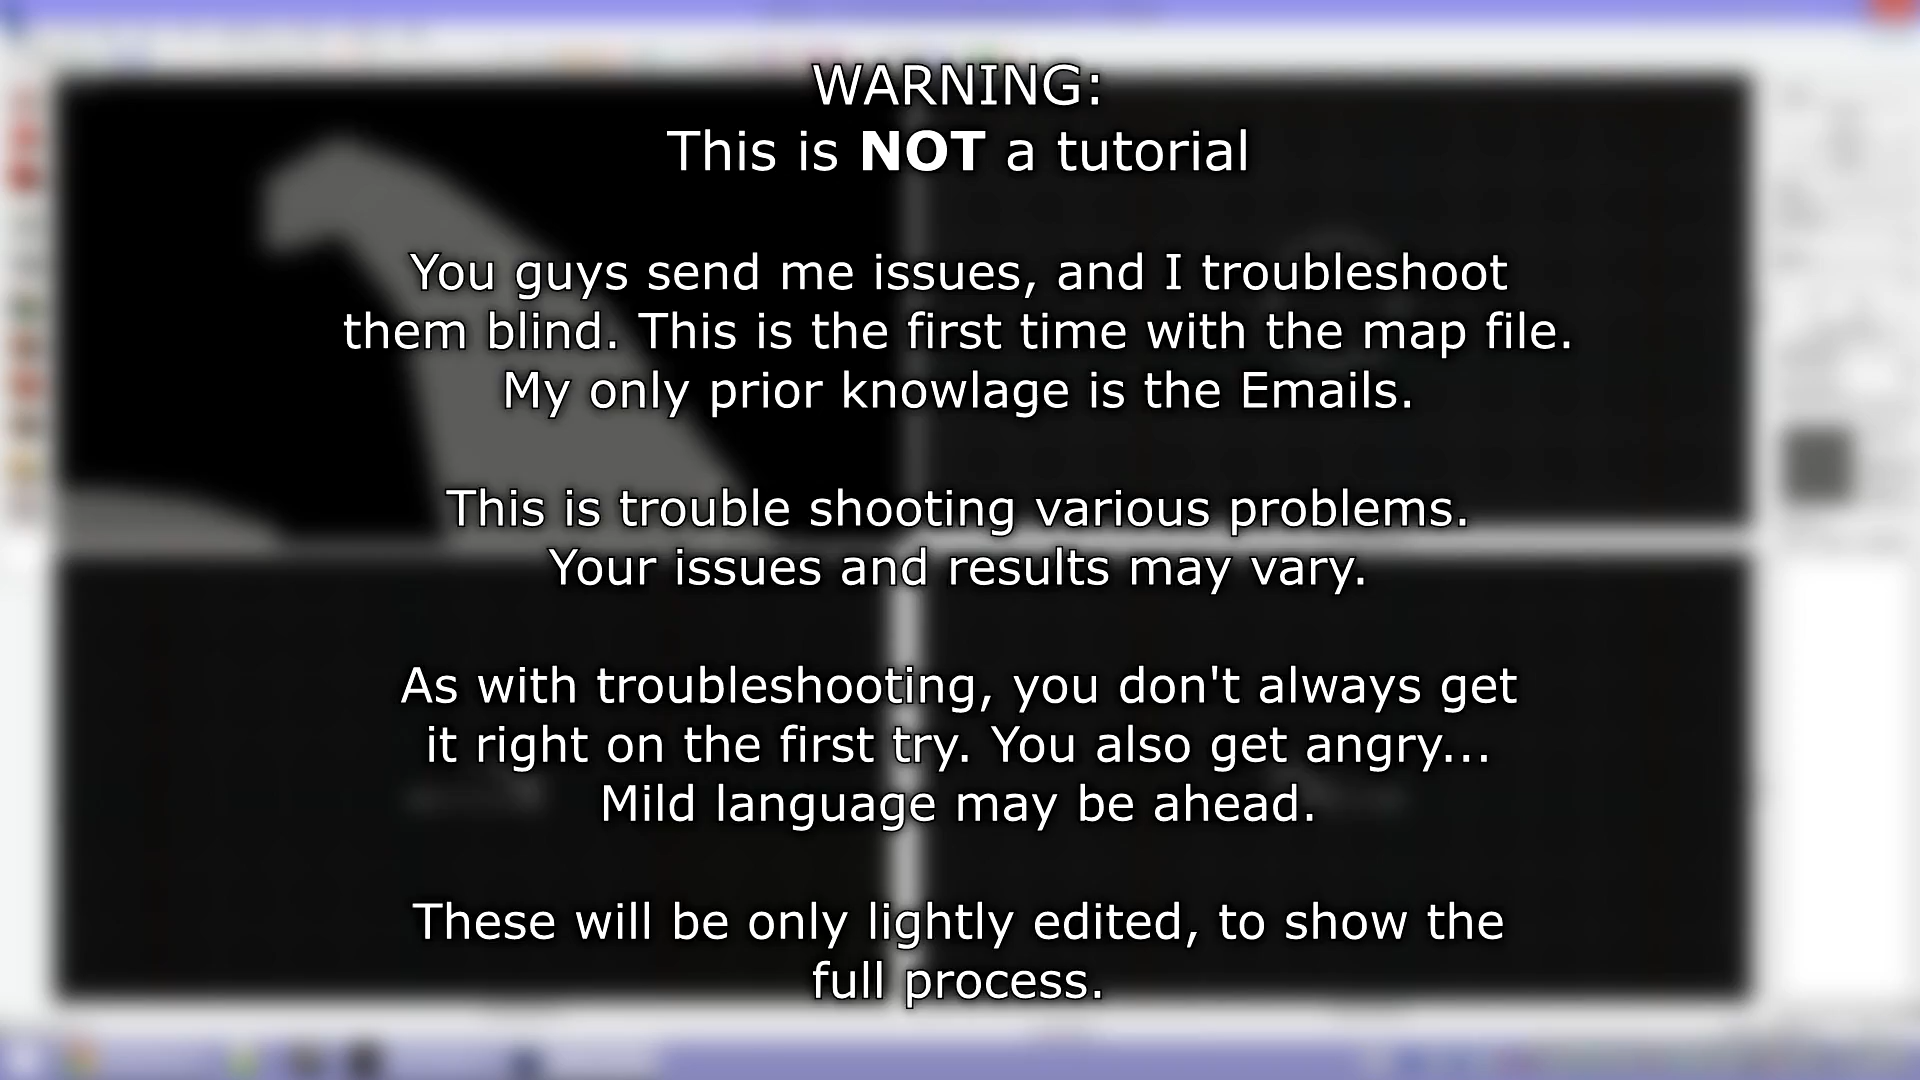 WARNING:
This is NOT a tutorial
You guys send me issues, and I troubleshoot
them blind. This is the first time with the map file.
My only prior knowlage is the Emails.
This is trouble shooting various problems.
Your issues and results may vary.
As with troubleshooting, you don't always get
it right on the first try. You also get angry...
Mild language may be ahead.
These will be only lightly edited, to show the
full process.